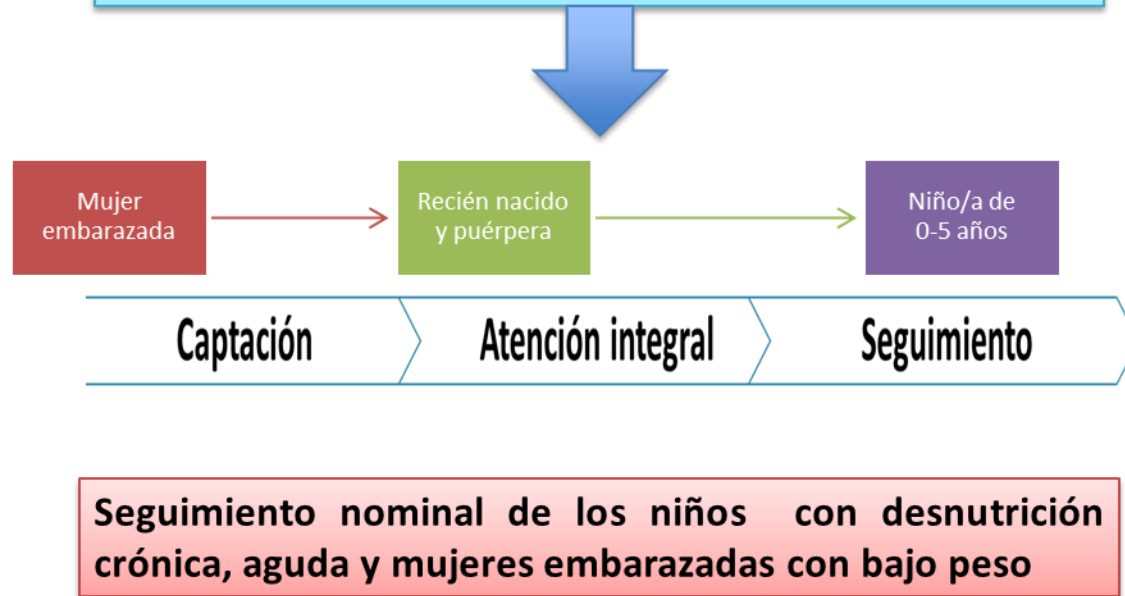 Mujer
embarazada
Recién nacido
y puérpera
Niño/a de
0-5 años
Captación
Atención integral
Seguimiento
Seguimiento nominal de los niños con desnutrición
crónica, aguda y mujeres embarazadas con bajo peso